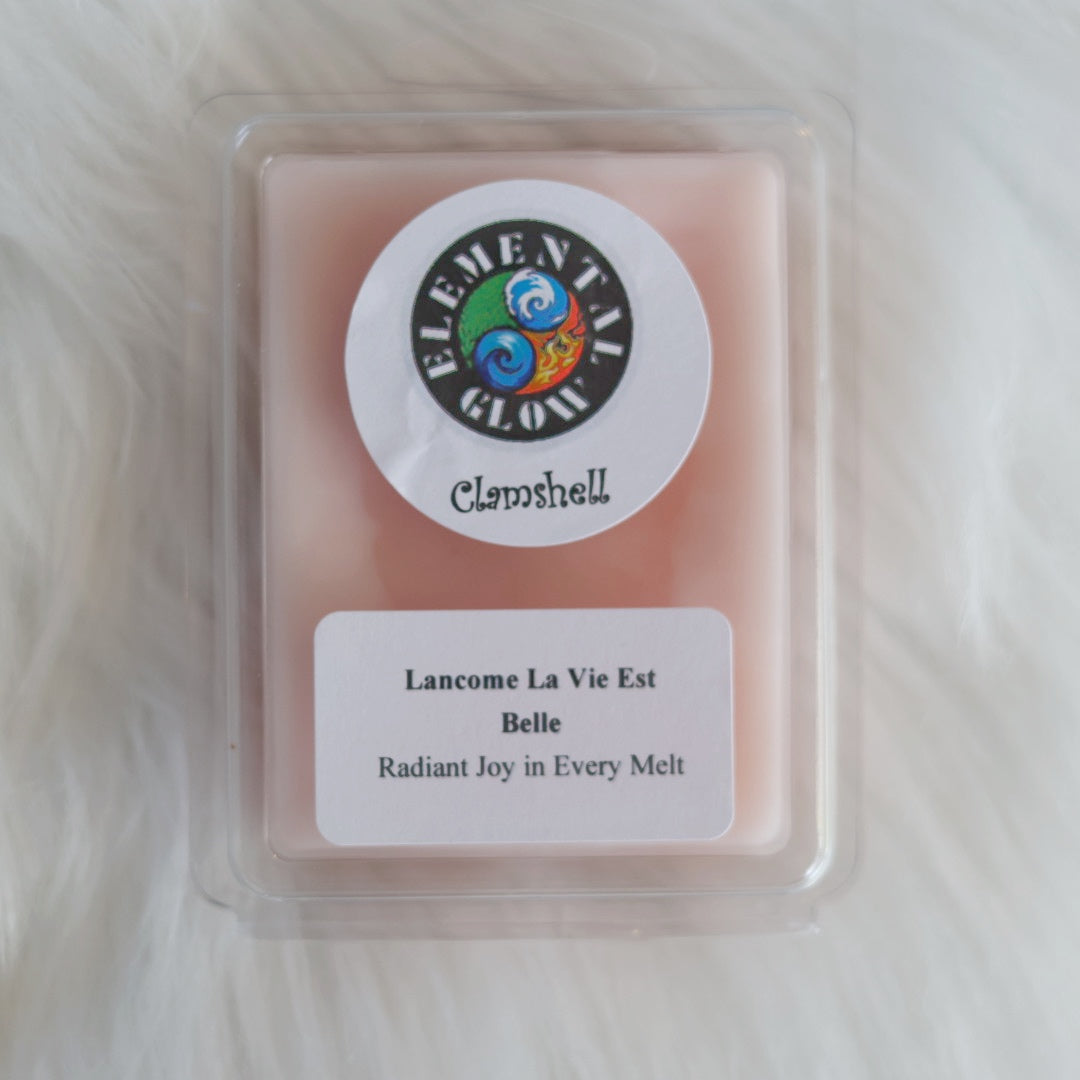 ELEMENTAL
GLOW
Clamshell
Lancome La Vie Est
Belle
Radiant Joy in Every Melt